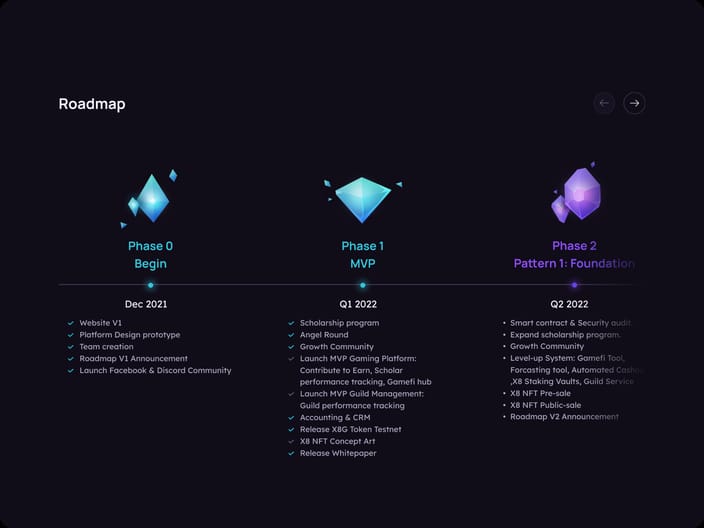 Roadmap
Phase 0
Begin
Dec 2021
Website V1
Platform Design prototype
Team creation
Roadmap V1 Announcement
Launch Facebook & Discord Community
Phase 1
MVP
Q1 2022
Scholarship program
Angel Round
Growth Community
Launch MVP Gaming Platform:
Contribute to Earn, Scholar
performance tracking, Gamefi hub
Launch MVP Guild Management:
Guild performance tracking
Accounting & CRM
Release X8G Token Testnet
X8 NFT Concept Art
Release Whitepaper
Phase 2
Pattern 1: Foundation
Q2 2022
Smart contract & Security audit.
Expand scholarship program.
Growth Community
Level-up System: Gamefi Tool,
Forcasting tool, Automated
,X8 Staking Vaults, Guild Service
X8 NFT Pre-sale
X8 NFT Public-sale
Roadmap V2 Announcement